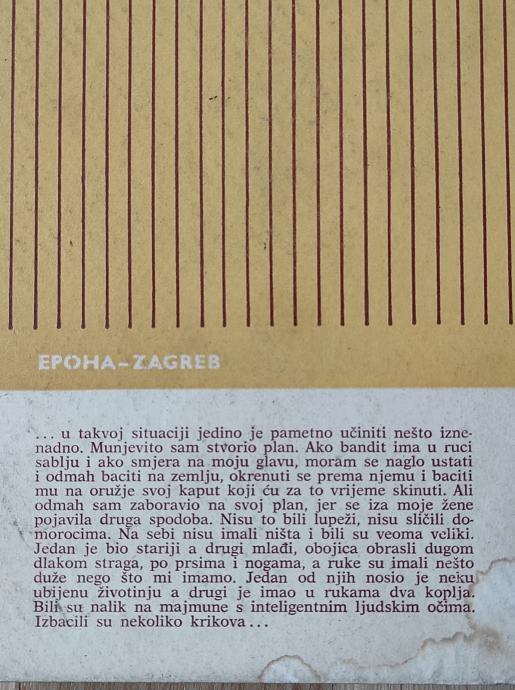 EPOHA–ZAGREB
... u takvoj situaciji jedino je pametno učiniti nešto izne-
nadno. Munjevito sam stvorio plan. Ako bandit ima u ruci
sablju i ako smjera na moju glavu, moram se naglo ustati
i odmah baciti na zemlju, okrenuti se prema njemu i baciti
mu na oružje svoj kaput koji ću za to vrijeme skinuti. Ali
odmah sam zaboravio na svoj plan, jer se iza moje žene
pojavila druga spodoba. Nisu to bili lupeži, nisu sličili do-
morocima. Na sebi nisu imali ništa i bili su veoma veliki.
Jedan je bio stariji a drugi mlađi, obojica obrasli dugom
dlakom straga, po prsima i nogama, a ruke su imali nešto
duže nego što mi imamo. Jedan od njih nosio je neku
ubijenu životinju a drugi je imao u rukama dva koplja.
Bili su nalik na majmune s inteligentnim ljudskim očima.
Izbacili su nekoliko krikova ...